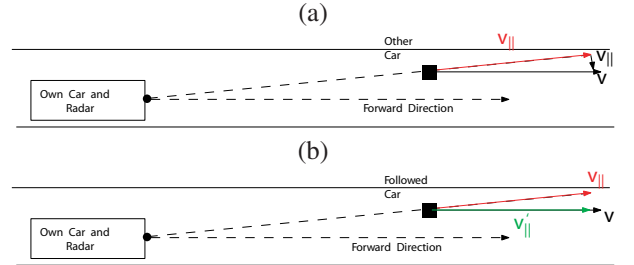 (a)
Other
Car
V||
V||
V
Own Car and
Radar
Forward Direction
(b)
Followed
Car
V||
V'||
V
Own Car and
Radar
Forward Direction